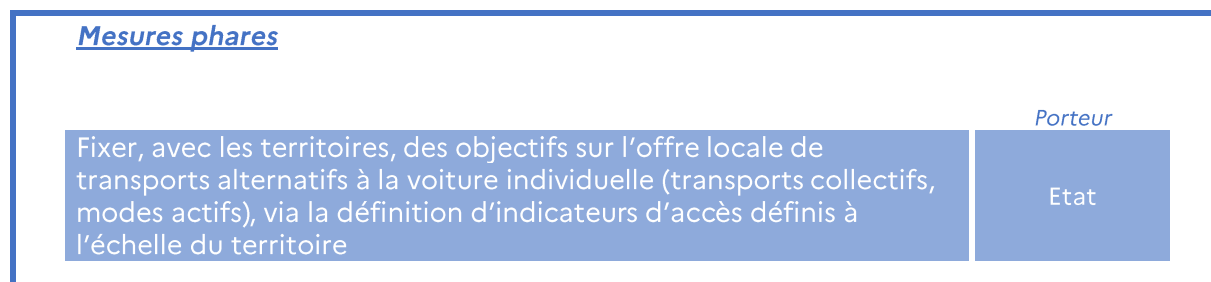 Mesures phares
Porteur
Fixer, avec les territoires, des objectifs sur l'offre locale de
transports alternatifs à la voiture individuelle (transports collectifs,
modes actifs), via la définition d'indicateurs d'accès définis à
l'échelle du territoire
Etat